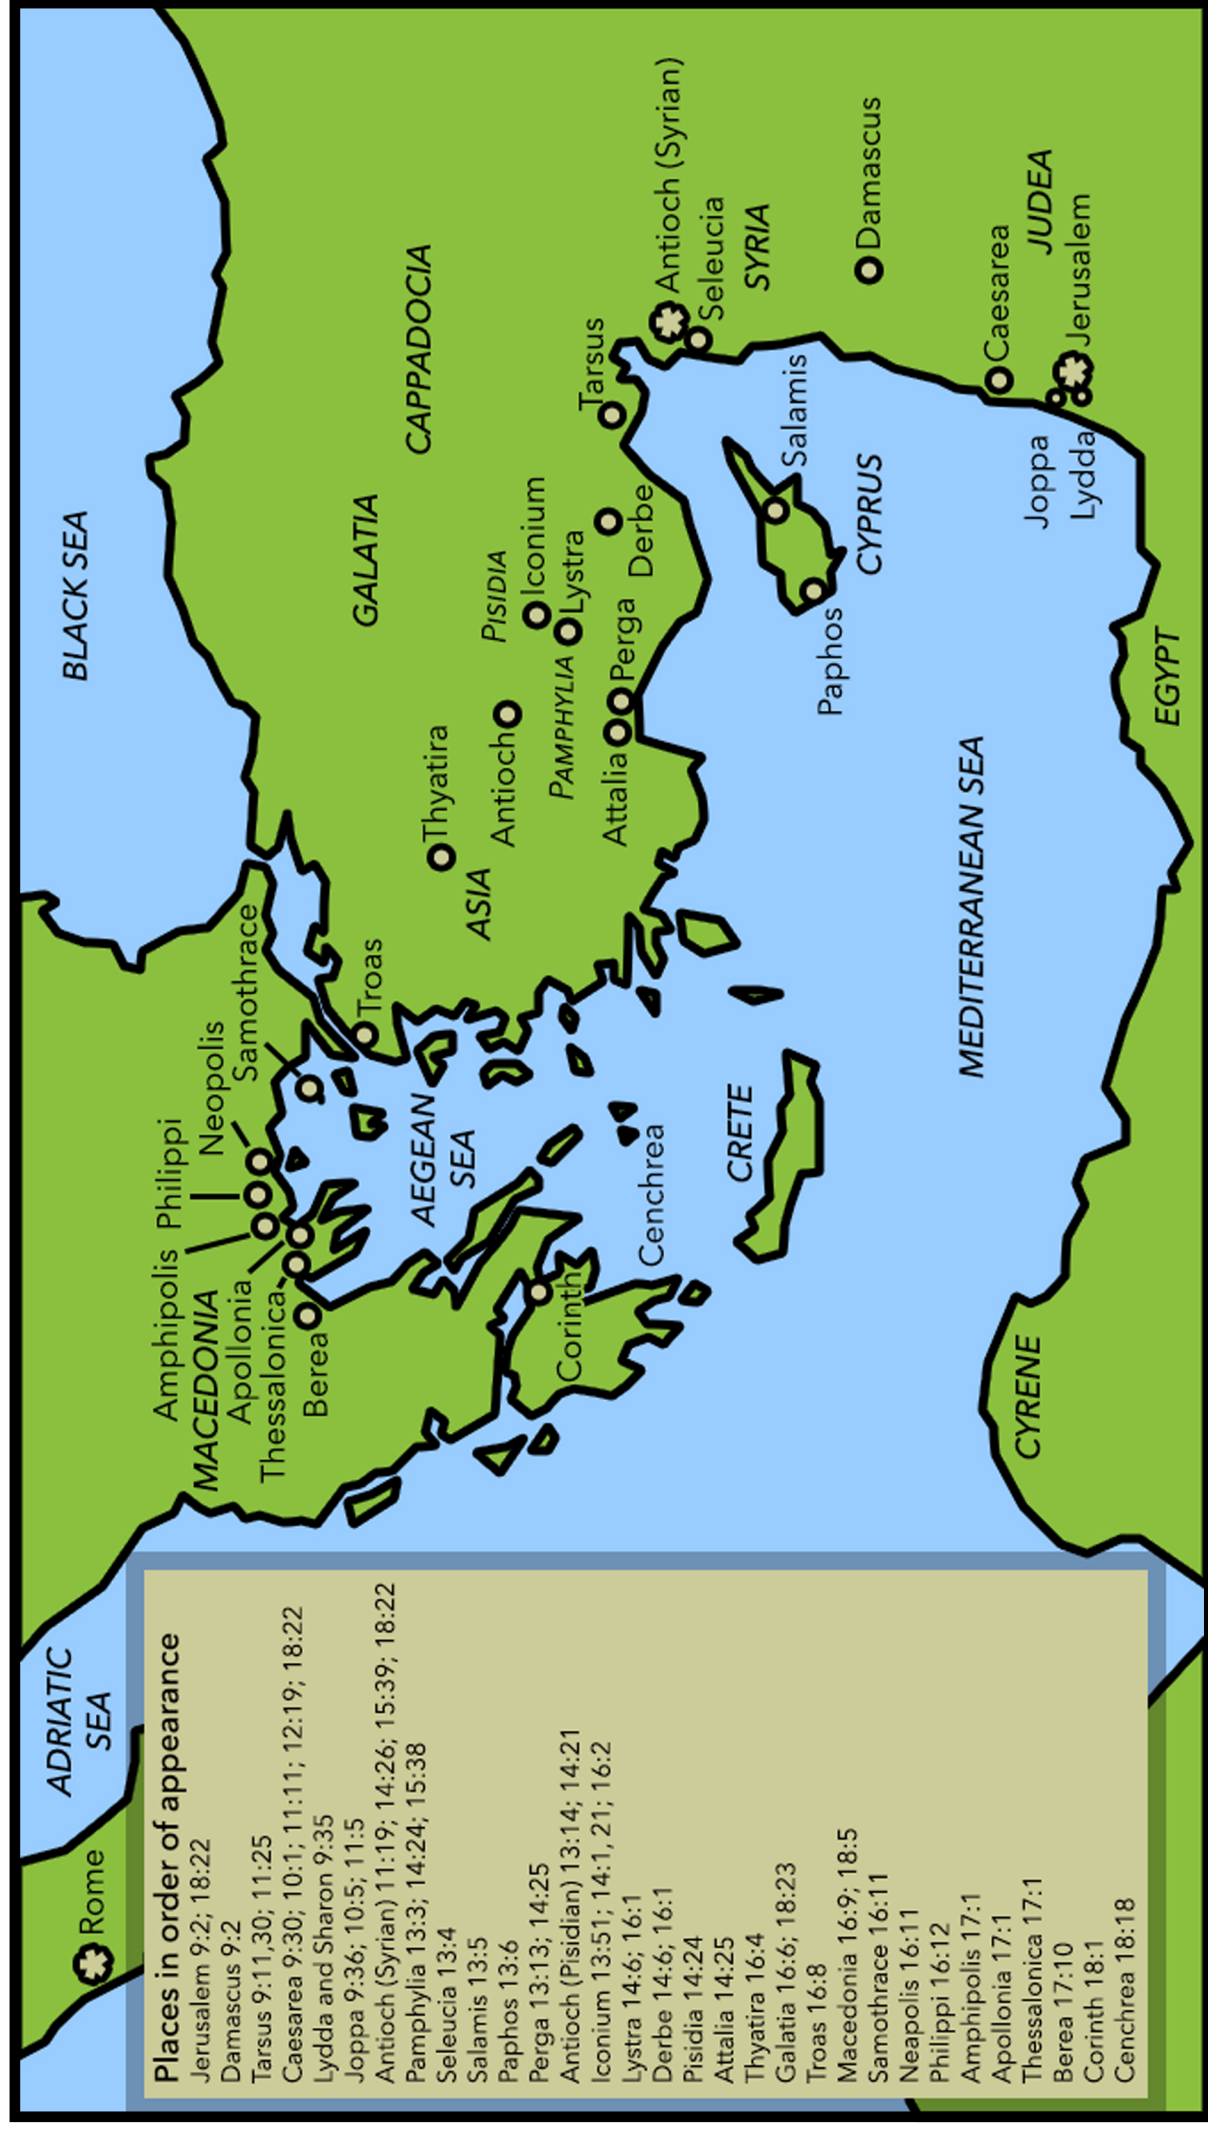 BLACK SEA
ADRIATIC
SEA
Rome
Amphipolis
Philippi
Neopolis
Samothrace
MACEDONIA
Apollonia
Thessalonica
Berea
Troas
Thyatira
ASIA
GALATIA
CAPPADOCIA
AEGEAN
SEA
Antioch
PISIDIA
Iconium
PAMPHYLIA
Lystra
Derbe
Tarsus
Attalia
Perga
Antioch (Syrian)
Seleucia
SYRIA
Corinth
Cenchrea
CRETE
Salamis
Paphos
CYPRUS
Damascus
MEDITERRANEAN SEA
Caesarea
JUDEA
Jerusalem
Joppa
Lydda
CYRENE
EGYPT
Places in order of appearance
Jerusalem 9:2; 18:22
Damascus 9:2
Tarsus 9:11,30; 11:25
Caesarea 9:30; 10:1; 11:11; 12:19; 18:22
Lydda and Sharon 9:35
Joppa 9:36; 10:5; 11:5
Antioch (Syrian) 11:19; 14:26; 15:39; 18:22
Pamphylia 13:3; 14:24; 15:38
Seleucia 13:4
Salamis 13:5
Paphos 13:6
Perga 13:13; 14:25
Antioch (Pisidian) 13:14; 14:21
Iconium 13:51; 14:1, 21; 16:2
Lystra 14:6; 16:1
Derbe 14:6; 16:1
Pisidia 14:24
Attalia 14:25
Thyatira 16:4
Galatia 16:6; 18:23
Troas 16:8
Macedonia 16:9; 18:5
Samothrace 16:11
Neapolis 16:11
Philippi 16:12
Amphipolis 17:1
Apollonia 17:1
Thessalonica 17:1
Berea 17:10
Corinth 18:1
Cenchrea 18:18